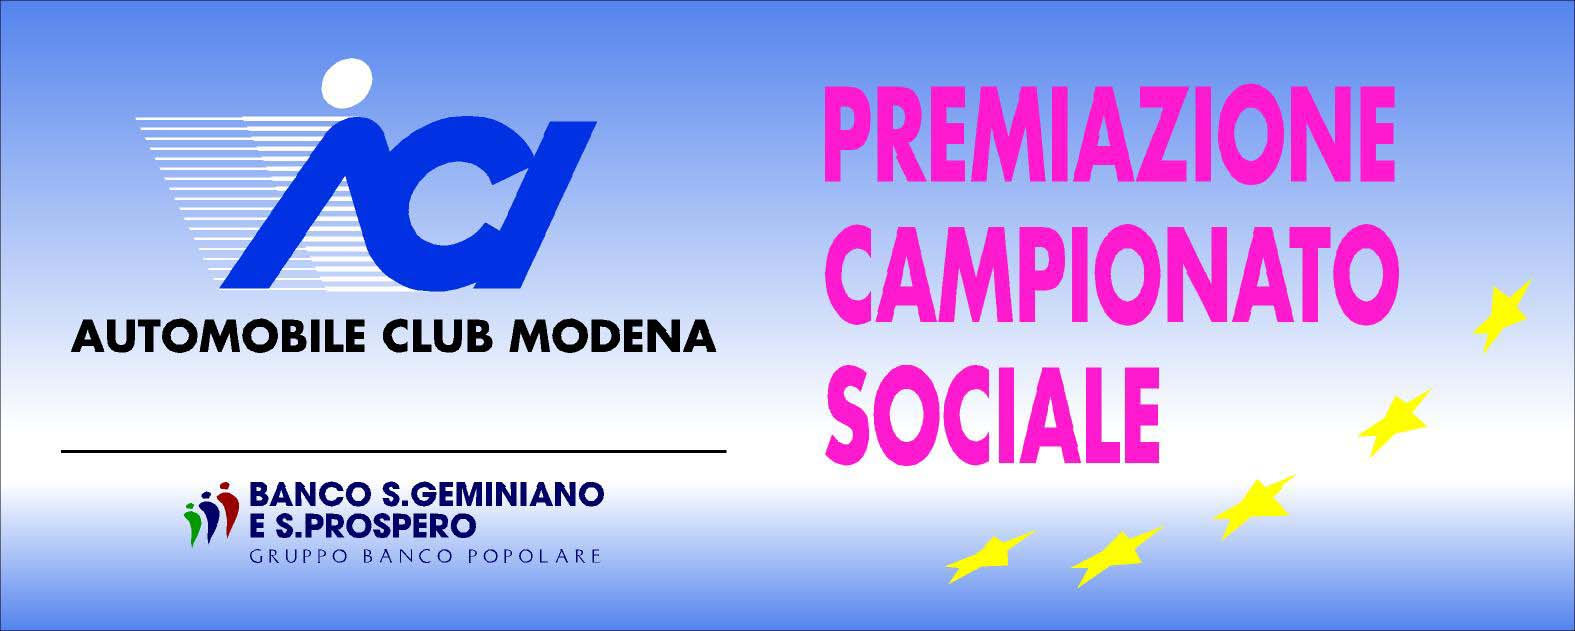 ACI
AUTOMOBILE CLUB MODENA
BANCO S.GEMINIANO
E S.PROSPERO
GRUPPO BANCO POPOLARE
PREMIAZIONE
CAMPIONATO
SOCIALE